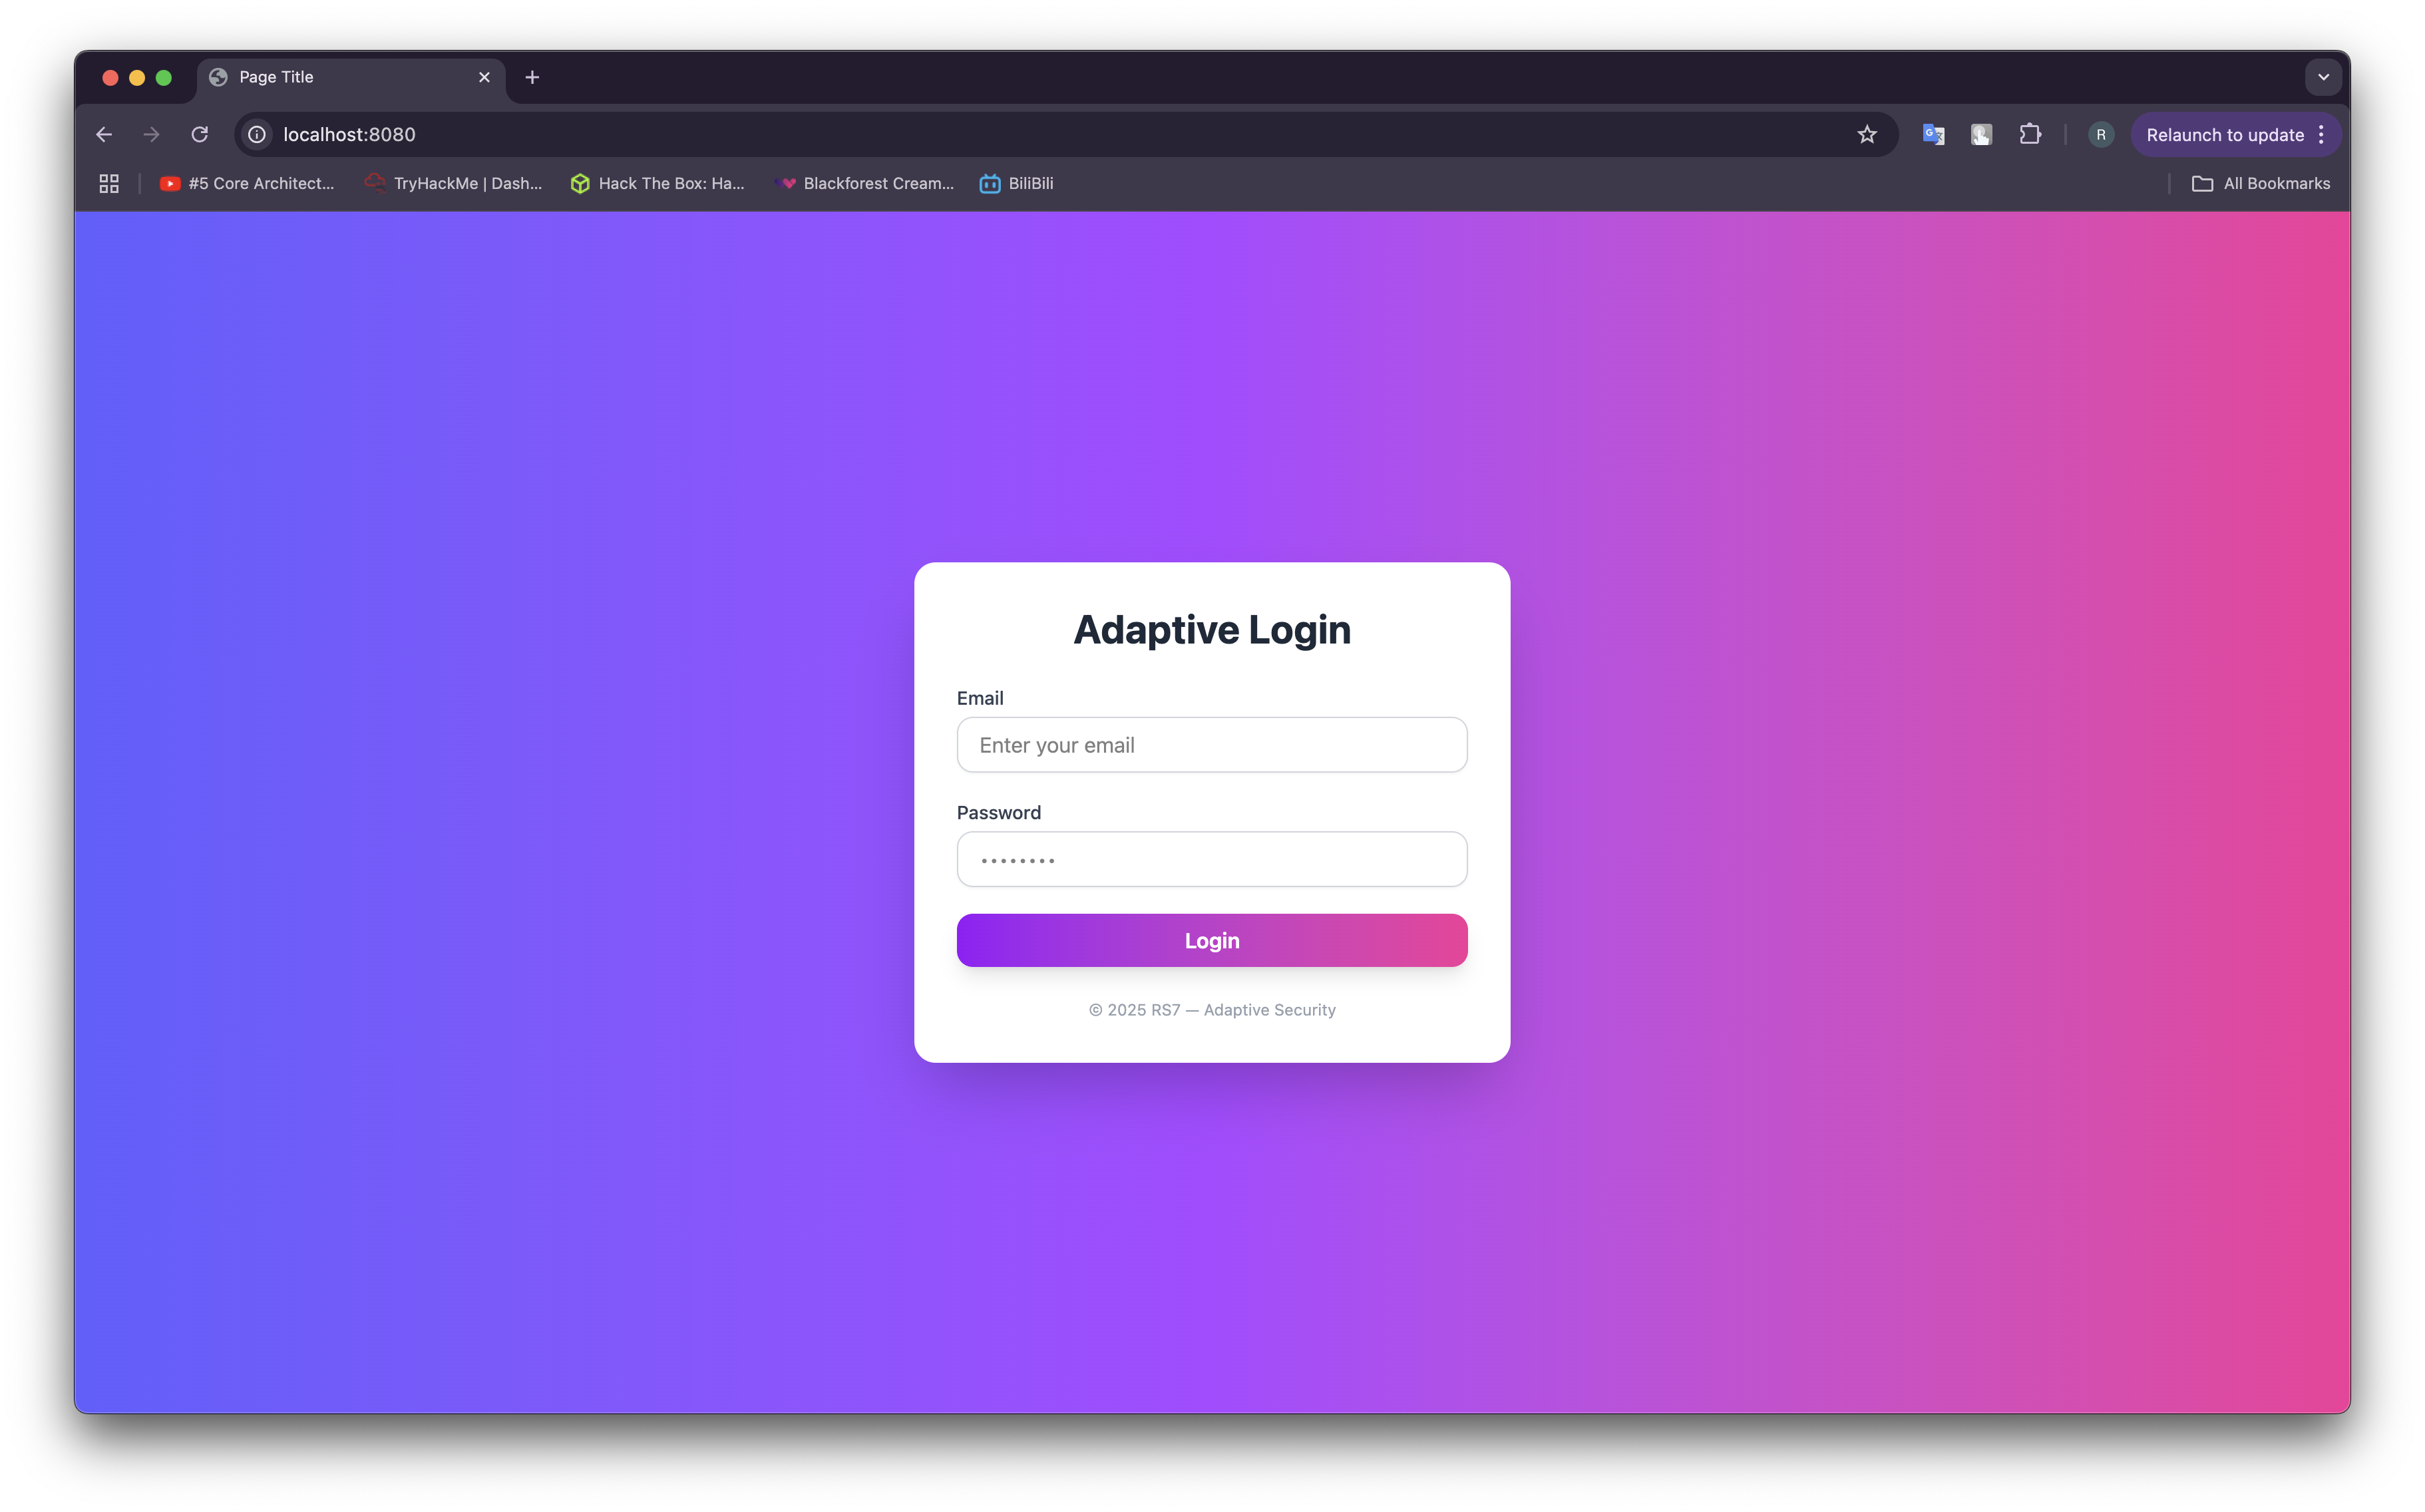 Page Title
localhost:8080
R
Relaunch to update
#5 Core Architect...
TryHackMe | Dash...
Hack The Box: Ha...
Blackforest Cream...
BiliBili
All Bookmarks
Adaptive Login
Email
Enter your email
Password
••••••••
Login
© 2025 RS7 — Adaptive Security